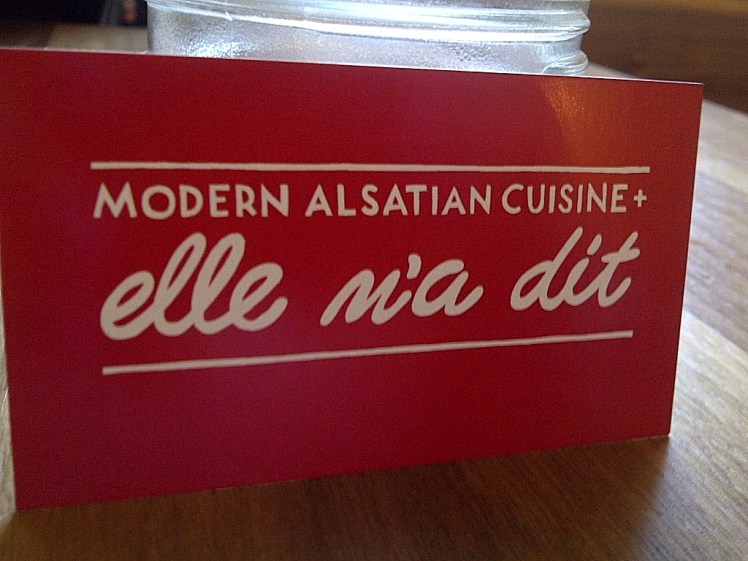 MODERN ALSATIAN CUISINE+
elle n'a dit